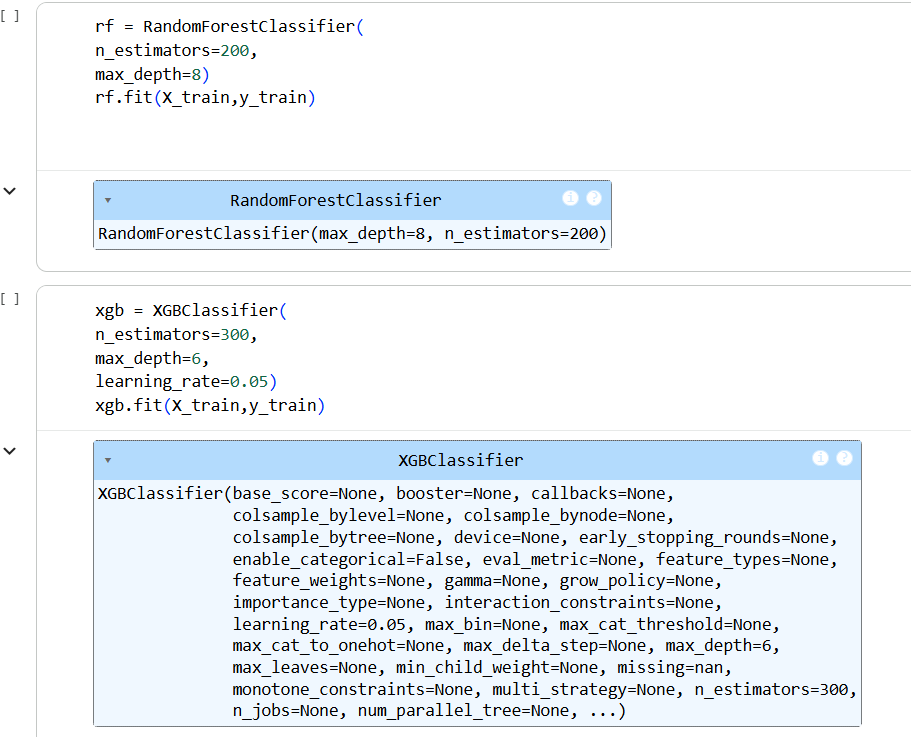 [ ]
rf = RandomForestClassifier(
n_estimators=200,
max_depth=8)
rf.fit(X_train,y_train)
RandomForestClassifier
i ?
RandomForestClassifier(max_depth=8, n_estimators=200)
[ ]
xgb = XGBClassifier(
n_estimators=300,
max_depth=6,
learning_rate=0.05)
xgb.fit(X_train,y_train)
XGBClassifier
i ?
XGBClassifier(base_score=None, booster=None, callbacks=None,
colsample_bylevel=None, colsample_bynode=None,
colsample_bytree=None, device=None, early_stopping_rounds=None,
enable_categorical=False, eval_metric=None, feature_types=None,
feature_weights=None, gamma=None, grow_policy=None,
importance_type=None, interaction_constraints=None,
learning_rate=0.05, max_bin=None, max_cat_threshold=None,
max_cat_to_onehot=None, max_delta_step=None, max_depth=6,
max_leaves=None, min_child_weight=None, missing=nan,
monotone_constraints=None, multi_strategy=None, n_estimators=300,
n_jobs=None, num_parallel_tree=None, ...)